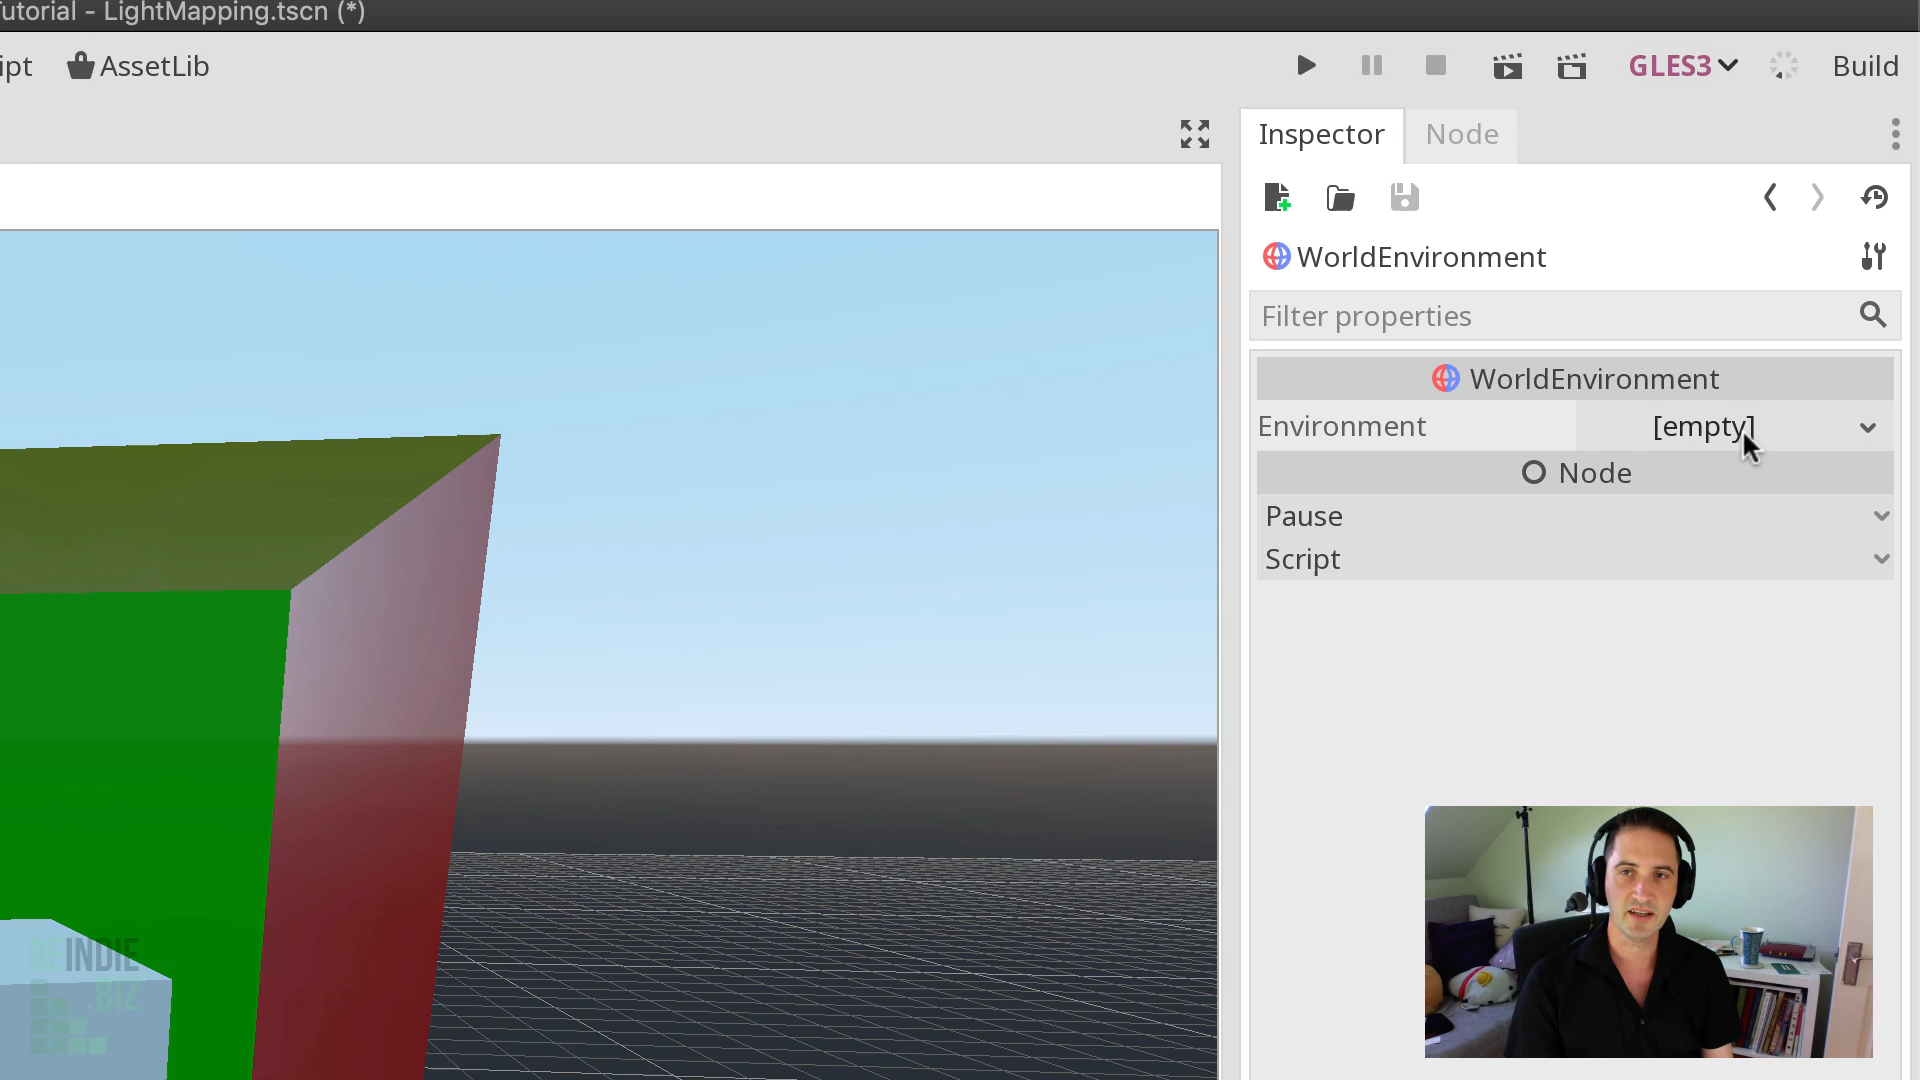 utorial - LightMapping.tscn (*)
ipt AssetLib GLES3 Build
Inspector Node
WorldEnvironment
Filter properties
WorldEnvironment
Environment [empty]
Node
Pause
Script
BEINDIE
.BIZ